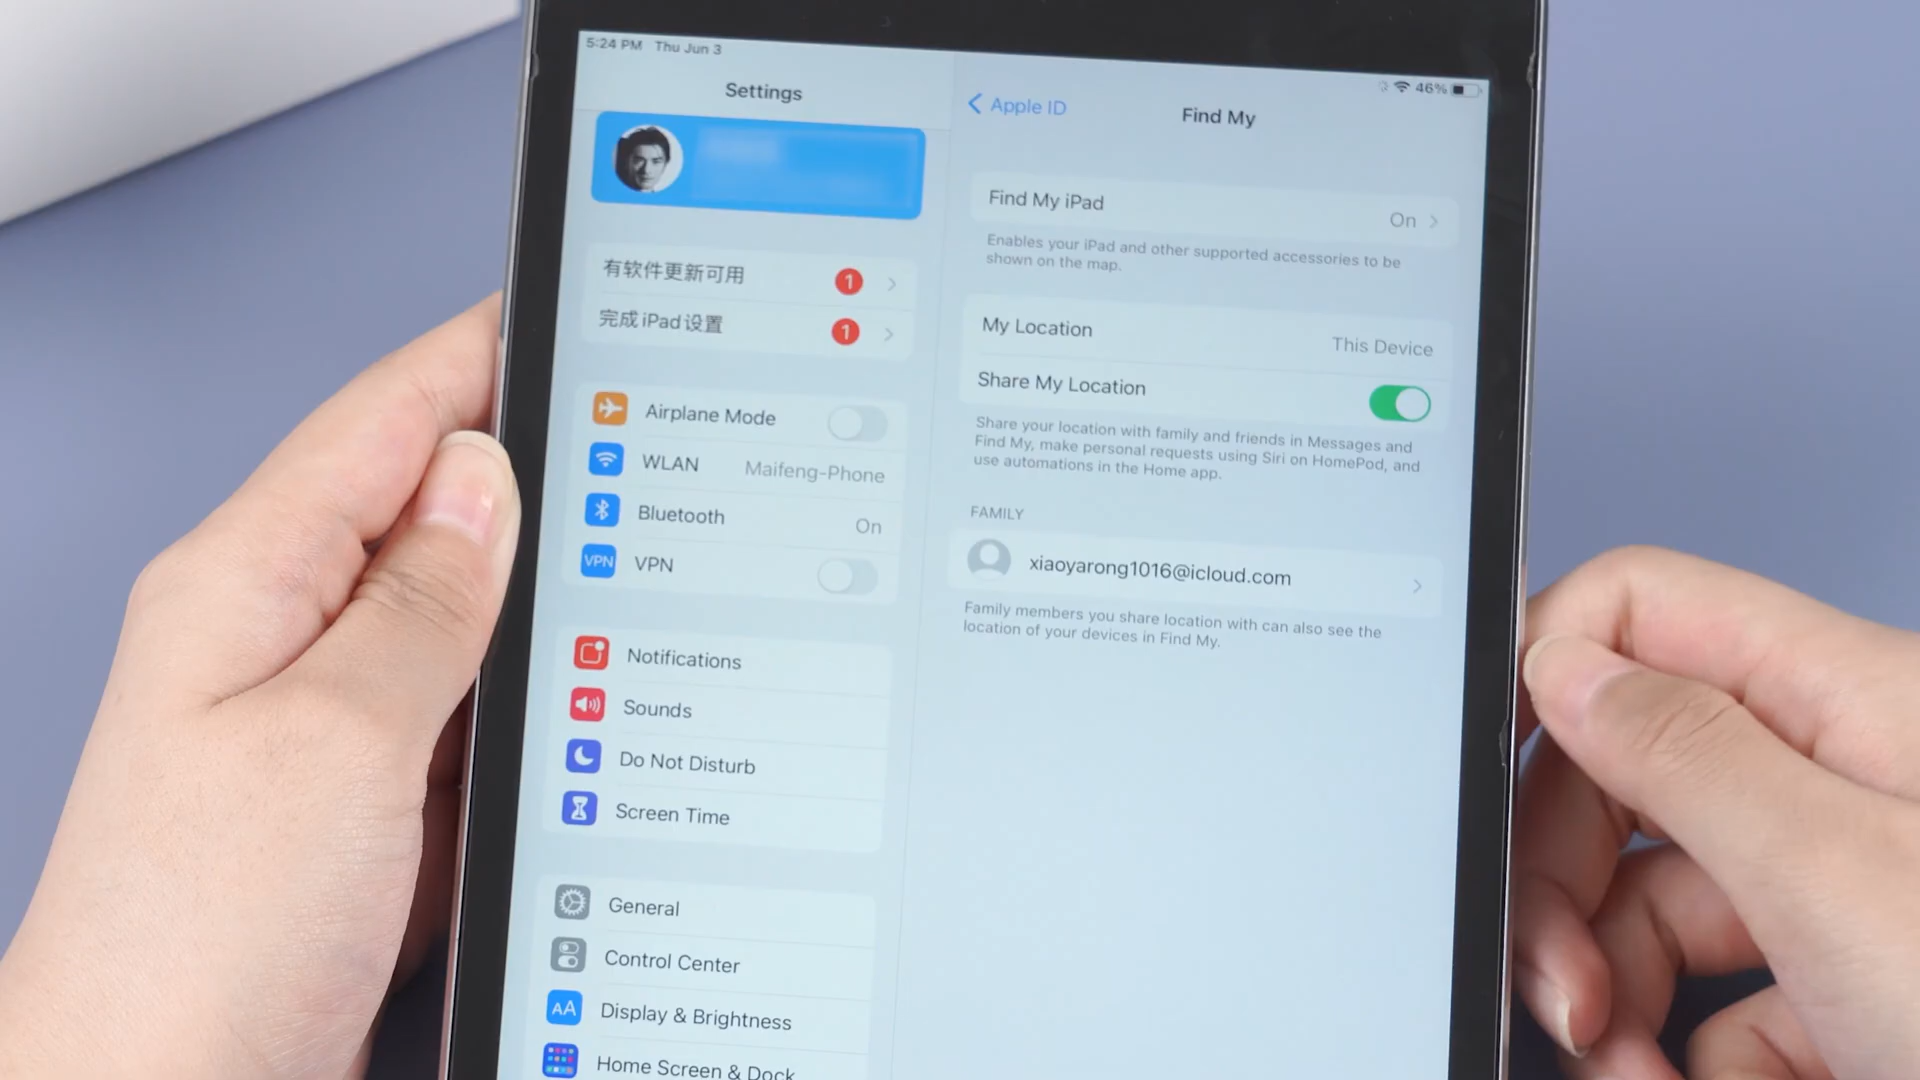 5:24 PM Thu Jun 3
46%
Settings
有软件更新可用
1
完成iPad设置
1
Airplane Mode
WLAN Maifeng-Phone
Bluetooth On
VPN VPN
Notifications
Sounds
Do Not Disturb
Screen Time
General
Control Center
AA Display & Brightness
Home Screen & Dock
Apple ID
Find My
Find My iPad On
Enables your iPad and other supported accessories to be
shown on the map.
My Location This Device
Share My Location
Share your location with family and friends in Messages and
Find My, make personal requests using Siri on HomePod, and
use automations in the Home app.
FAMILY
xiaoyarong1016@icloud.com
Family members you share location with can also see the
location of your devices in Find My.